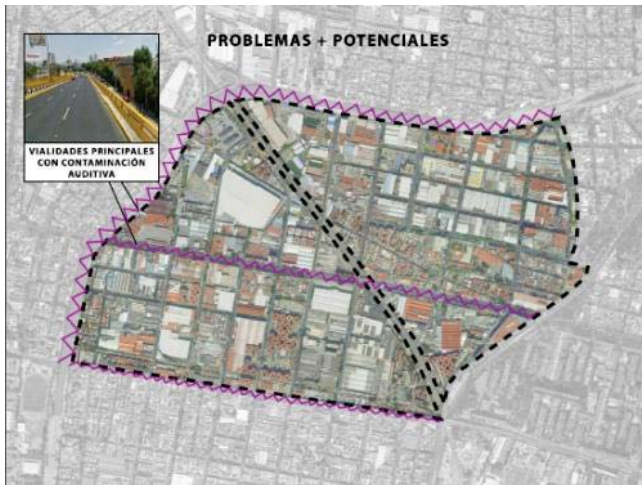 PROBLEMAS + POTENCIALES
VIALIDADES PRINCIPALES
CON CONTAMINACIÓN
AUDITIVA